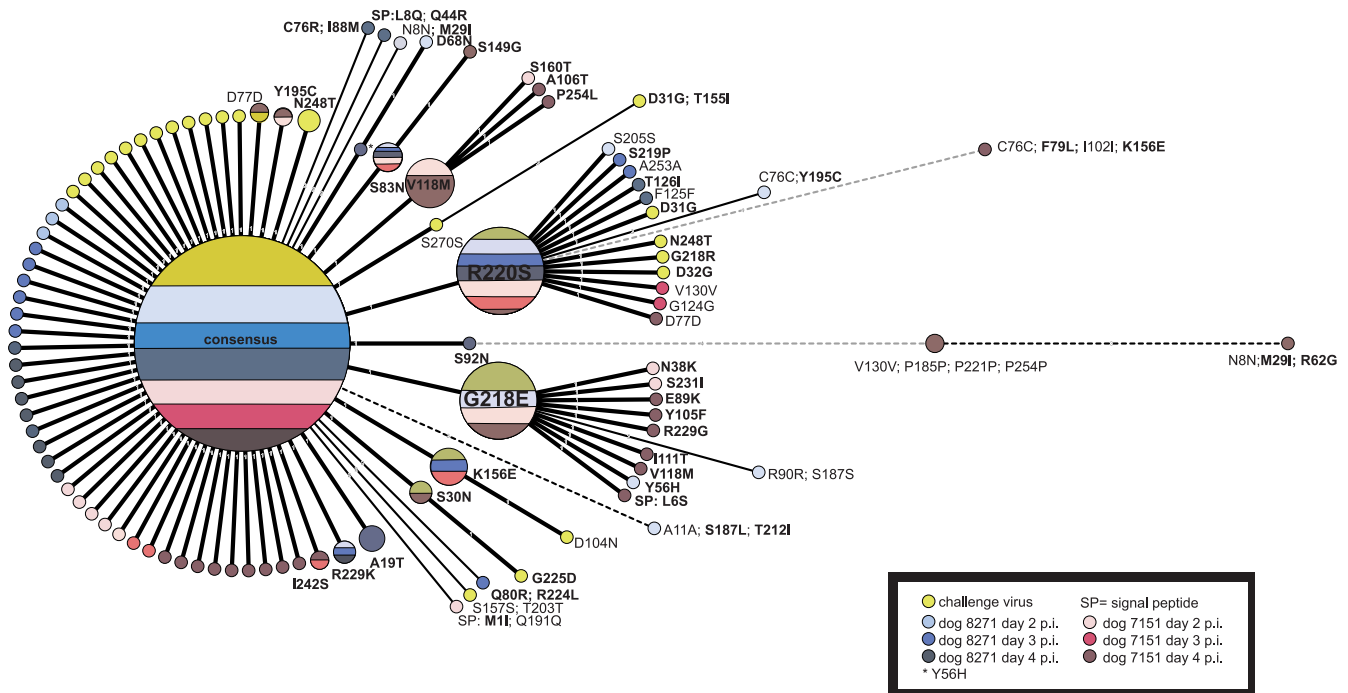 SP:L8Q; Q44R
C76R; I88M
N8N; M29I
D68N
S149G
S160T
A106T
P254L
D77D
Y195C
N248T
D31G; T155I
*
S83N
V118M
S205S
S219P
A253A
T126I
F125F
D31G
C76C; F79L; I102I; K156E
C76C;Y195C
S270S
R220S
N248T
G218R
D32G
V130V
G124G
D77D
consensus
S92N
V130V; P185P; P221P; P254P
N8N;M29I; R62G
G218E
N38K
S231I
E89K
Y105F
R229G
I111T
V118M
Y56H
SP: L6S
R90R; S187S
K156E
S30N
A11A; S187L; T212I
D104N
A19T
R229K
I242S
G225D
Q80R; R224L
S157S; T203T
SP: M1I; Q191Q
challenge virus
dog 8271 day 2 p.i.
dog 8271 day 3 p.i.
dog 8271 day 4 p.i.
* Y56H
SP= signal peptide
dog 7151 day 2 p.i.
dog 7151 day 3 p.i.
dog 7151 day 4 p.i.